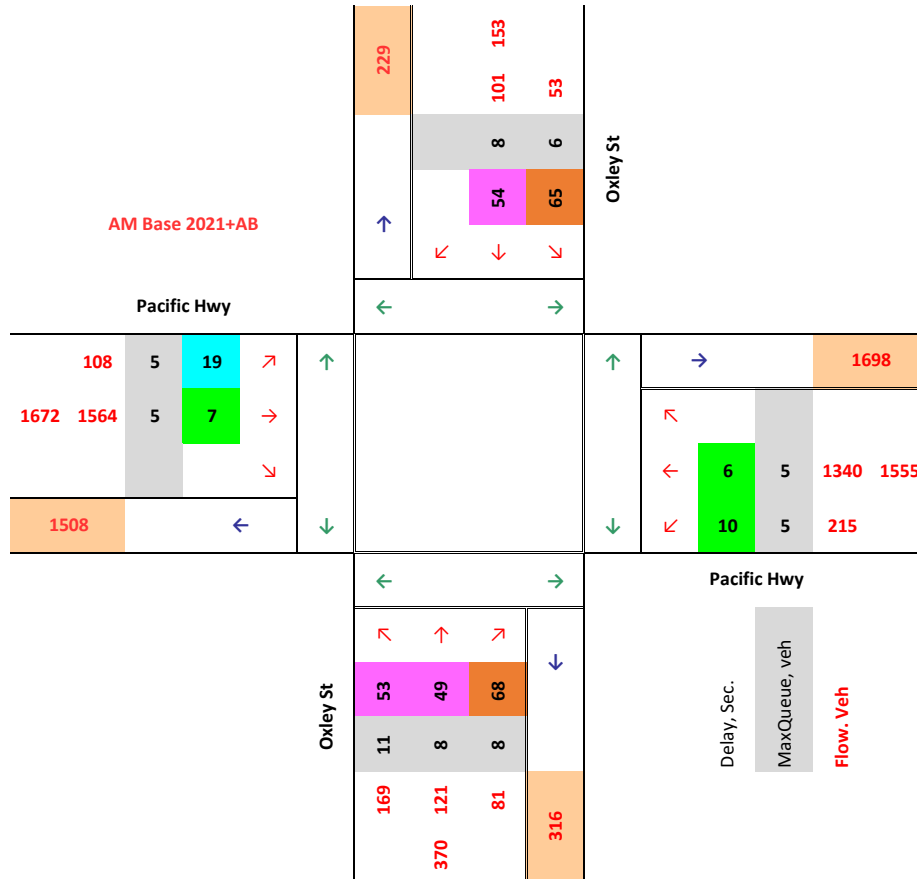 229
101 153
53
8
6
54
65
Oxley St
AM Base 2021+AB
↑
↙ ↓ ↘
Pacific Hwy
← →
108 5 19 ↗
1672 1564 5 7 →
↘
1508 ←
↑
↓
↑
↓
→ 1698
↖
← 6 5 1340 1555
↙ 10 5 215
← →
Pacific Hwy
↖ ↑ ↗
↓
Oxley St
53 49 68
11 8 8
169 121 81
370
316
Delay, Sec.
MaxQueue, veh
Flow. Veh